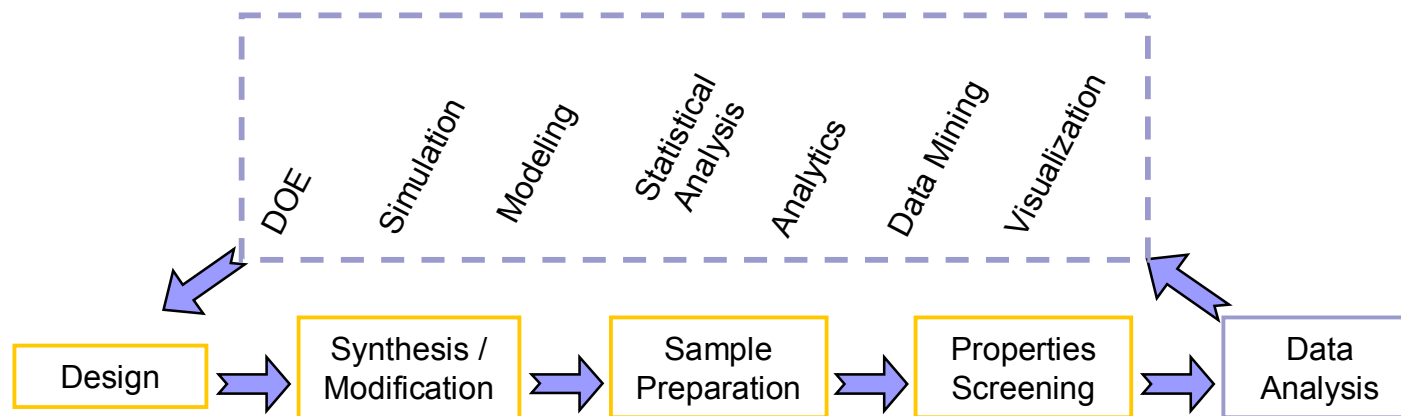 DOE
Simulation
Modeling
Statistical
Analysis
Analytics
Data Mining
Visualization
Design
Synthesis /
Modification
Sample
Preparation
Properties
Screening
Data
Analysis